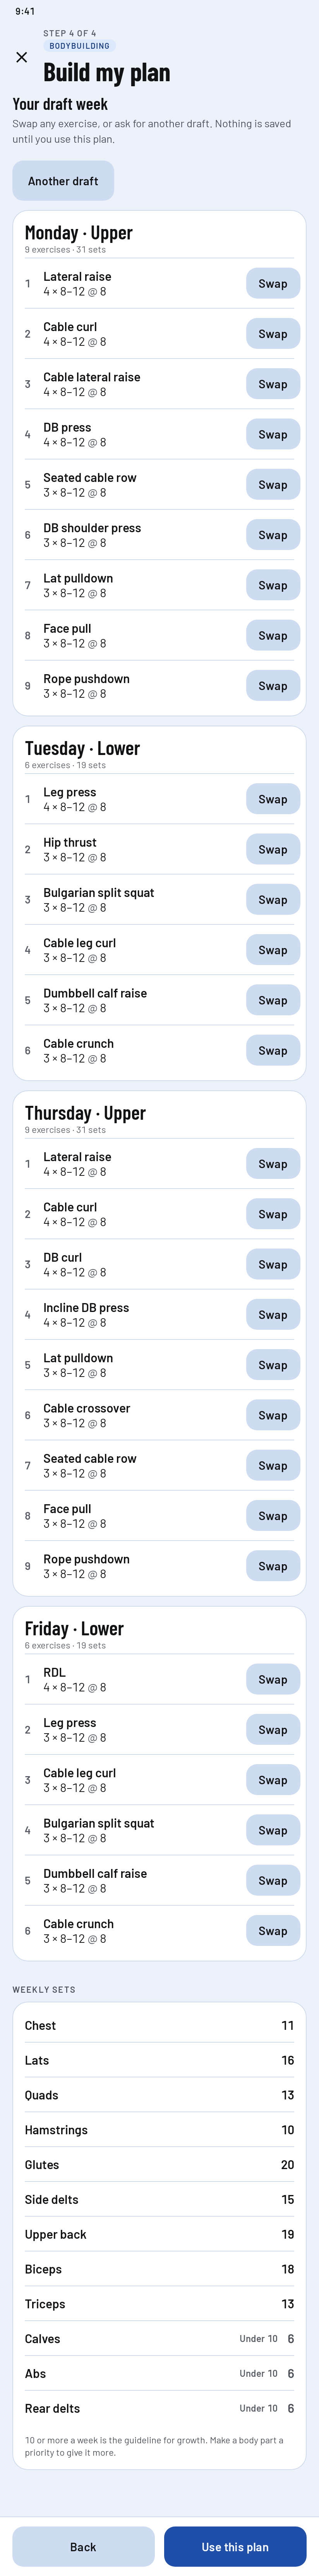 9:41
STEP 4 OF 4
BODYBUILDING
Build my plan
Your draft week
Swap any exercise, or ask for another draft. Nothing is saved
until you use this plan.
Another draft
Monday · Upper
9 exercises · 31 sets
1
Lateral raise
4 × 8–12 @ 8
Swap
2
Cable curl
4 × 8–12 @ 8
Swap
3
Cable lateral raise
4 × 8–12 @ 8
Swap
4
DB press
4 × 8–12 @ 8
Swap
5
Seated cable row
3 × 8–12 @ 8
Swap
6
DB shoulder press
3 × 8–12 @ 8
Swap
7
Lat pulldown
3 × 8–12 @ 8
Swap
8
Face pull
3 × 8–12 @ 8
Swap
9
Rope pushdown
3 × 8–12 @ 8
Swap
Tuesday · Lower
6 exercises · 19 sets
1
Leg press
4 × 8–12 @ 8
Swap
2
Hip thrust
3 × 8–12 @ 8
Swap
3
Bulgarian split squat
3 × 8–12 @ 8
Swap
4
Cable leg curl
3 × 8–12 @ 8
Swap
5
Dumbbell calf raise
3 × 8–12 @ 8
Swap
6
Cable crunch
3 × 8–12 @ 8
Swap
Thursday · Upper
9 exercises · 31 sets
1
Lateral raise
4 × 8–12 @ 8
Swap
2
Cable curl
4 × 8–12 @ 8
Swap
3
DB curl
4 × 8–12 @ 8
Swap
4
Incline DB press
4 × 8–12 @ 8
Swap
5
Lat pulldown
3 × 8–12 @ 8
Swap
6
Cable crossover
3 × 8–12 @ 8
Swap
7
Seated cable row
3 × 8–12 @ 8
Swap
8
Face pull
3 × 8–12 @ 8
Swap
9
Rope pushdown
3 × 8–12 @ 8
Swap
Friday · Lower
6 exercises · 19 sets
1
RDL
4 × 8–12 @ 8
Swap
2
Leg press
3 × 8–12 @ 8
Swap
3
Cable leg curl
3 × 8–12 @ 8
Swap
4
Bulgarian split squat
3 × 8–12 @ 8
Swap
5
Dumbbell calf raise
3 × 8–12 @ 8
Swap
6
Cable crunch
3 × 8–12 @ 8
Swap
WEEKLY SETS
Chest 11
Lats 16
Quads 13
Hamstrings 10
Glutes 20
Side delts 15
Upper back 19
Biceps 18
Triceps 13
Calves Under 10 6
Abs Under 10 6
Rear delts Under 10 6
10 or more a week is the guideline for growth. Make a body part a
priority to give it more.
Back
Use this plan